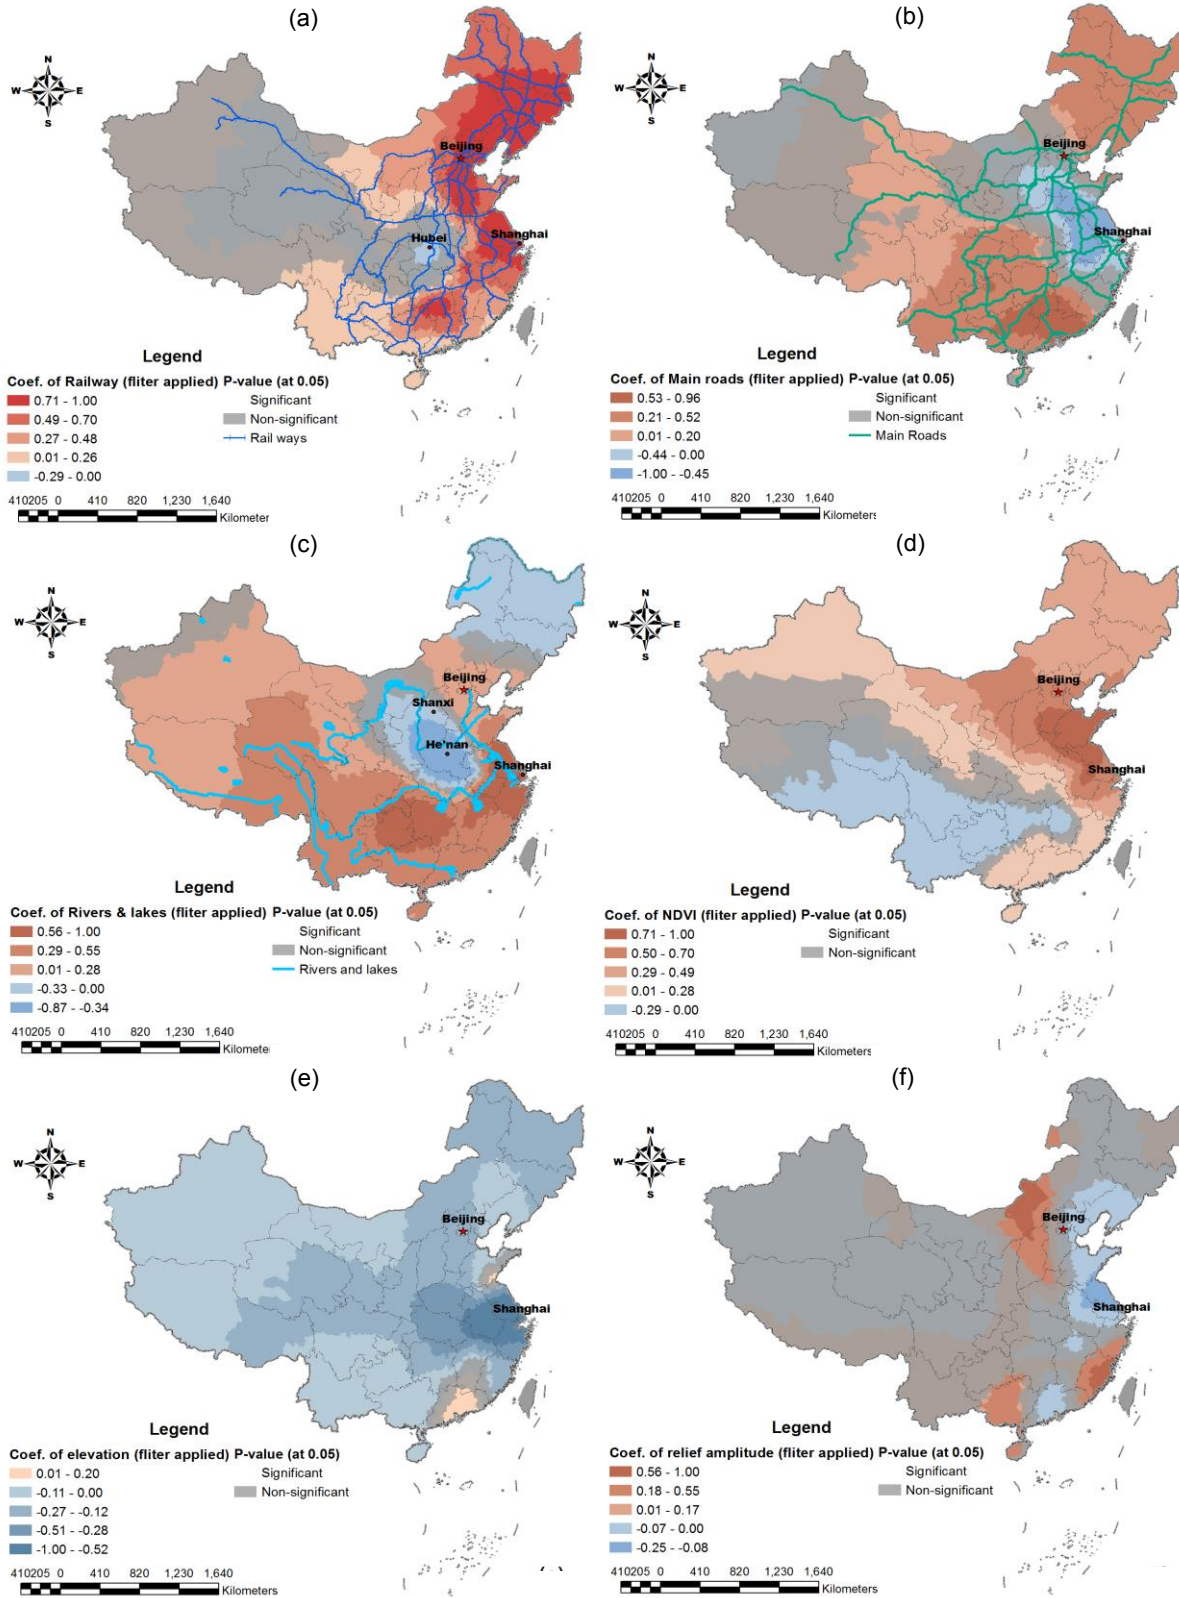 (a)
N
W E
S
Beijing
Hubei
Shanghai
Legend
Coef. of Railway (fliter applied) P-value (at 0.05)
0.71 - 1.00 Significant
0.49 - 0.70 Non-significant
0.27 - 0.48 Rail ways
0.01 - 0.26
-0.29 - 0.00
410205 0 410 820 1,230 1,640
Kilometer
(b)
N
W E
S
Beijing
Shanghai
Legend
Coef. of Main roads (fliter applied) P-value (at 0.05)
0.53 - 0.96 Significant
0.21 - 0.52 Non-significant
0.01 - 0.20 Main Roads
-0.44 - 0.00
-1.00 - -0.45
410205 0 410 820 1,230 1,640
Kilometers
(c)
N
W E
S
Beijing
Shanxi
He'nan
Shanghai
Legend
Coef. of Rivers & lakes (fliter applied) P-value (at 0.05)
0.56 - 1.00 Significant
0.29 - 0.55 Non-significant
0.01 - 0.28 Rivers and lakes
-0.33 - 0.00
-0.87 - -0.34
410205 0 410 820 1,230 1,640
Kilometer
(d)
N
W E
S
Beijing
Shanghai
Legend
Coef. of NDVI (fliter applied) P-value (at 0.05)
0.71 - 1.00 Significant
0.50 - 0.70 Non-significant
0.29 - 0.49
0.01 - 0.28
-0.29 - 0.00
410205 0 410 820 1,230 1,640
Kilometers
(e)
N
W E
S
Beijing
Shanghai
Legend
Coef. of elevation (fliter applied) P-value (at 0.05)
0.01 - 0.20 Significant
-0.11 - 0.00 Non-significant
-0.27 - -0.12
-0.51 - -0.28
-1.00 - -0.52
410205 0 410 820 1,230 1,640
Kilometers
(f)
N
W E
S
Beijing
Shanghai
Legend
Coef. of relief amplitude (fliter applied) P-value (at 0.05)
0.56 - 1.00 Significant
0.18 - 0.55 Non-significant
0.01 - 0.17
-0.07 - 0.00
-0.25 - -0.08
410205 0 410 820 1,230 1,640
Kilometers